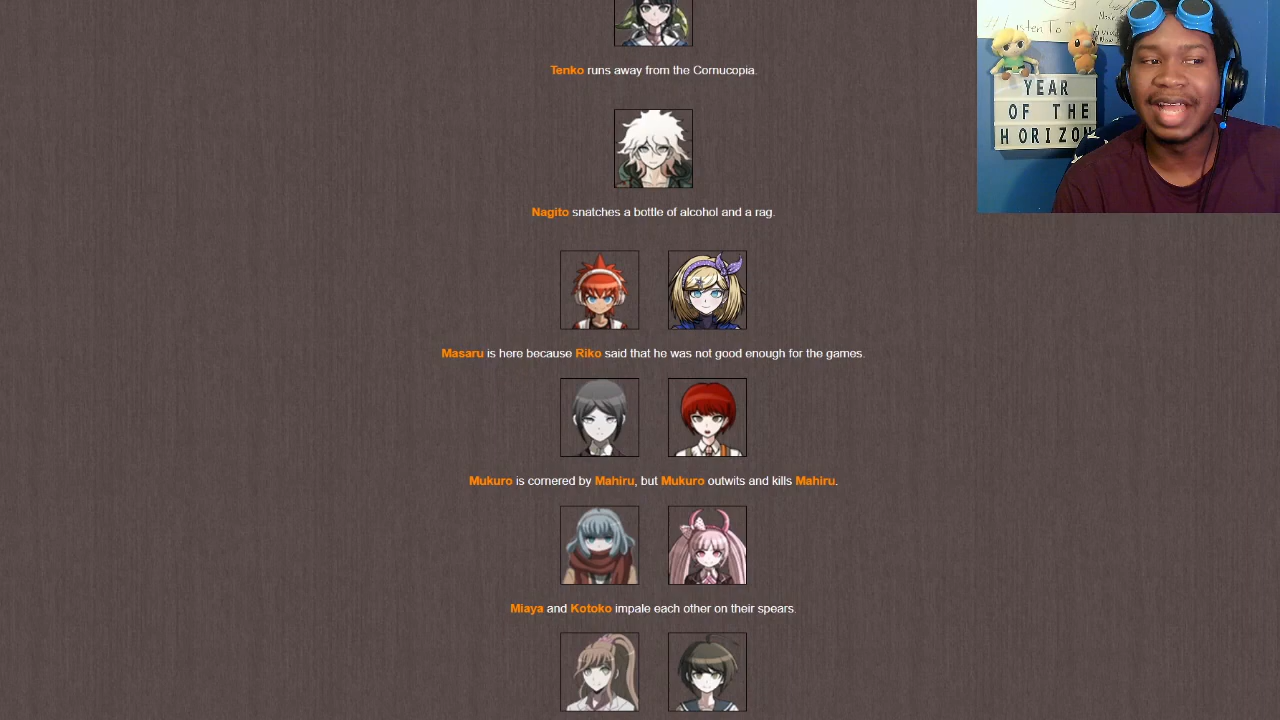 Tenko runs away from the Cornucopia.
Nagito snatches a bottle of alcohol and a rag.
Masaru is here because Riko said that he was not good enough for the games.
Mukuro is cornered by Mahiru, but Mukuro outwits and kills Mahiru.
Miaya and Kotoko impale each other on their spears.
YEAR
OF THE
HORIZON